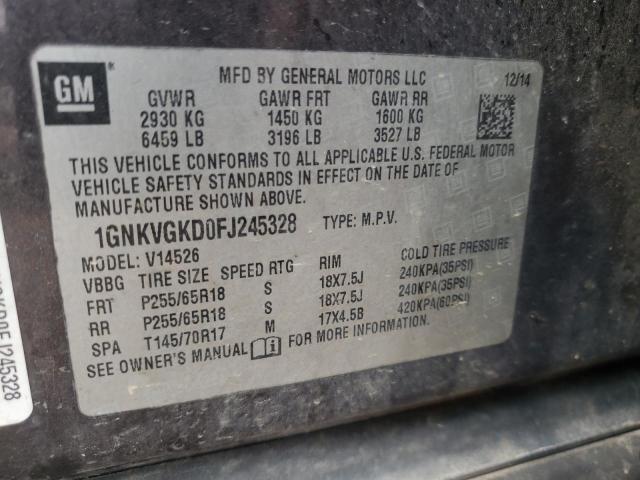 GM
MFD BY GENERAL MOTORS LLC 12/14
GVWR GAWR FRT GAWR RR
2930 KG 1450 KG 1600 KG
6459 LB 3196 LB 3527 LB
THIS VEHICLE CONFORMS TO ALL APPLICABLE U.S. FEDERAL MOTOR
VEHICLE SAFETY STANDARDS IN EFFECT ON THE DATE OF
MANUFACTURE SHOWN ABOVE.
1GNKVGKD0FJ245328 TYPE: M.P.V.
MODEL: V14526
VBBG TIRE SIZE SPEED RTG RIM COLD TIRE PRESSURE
FRT P255/65R18 S 18X7.5J 240KPA(35PSI)
RR P255/65R18 S 18X7.5J 240KPA(35PSI)
SPA T145/70R17 M 17X4.5B 420KPA(60PSI)
SEE OWNER'S MANUAL FOR MORE INFORMATION.
J245328